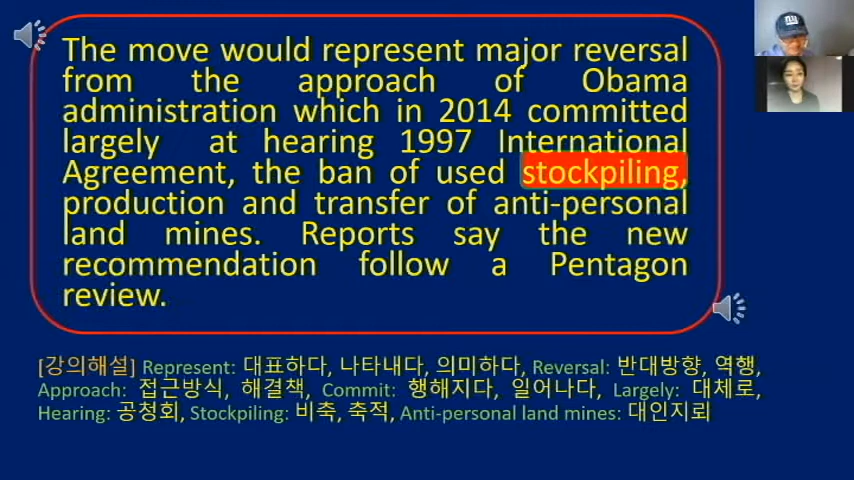 The move would represent major reversal
from the approach of Obama
administration which in 2014 committed
largely at hearing 1997 International
Agreement, the ban of used stockpiling,
production and transfer of anti-personal
land mines. Reports say the new
recommendation follow a Pentagon
review.
[강의해설] Represent: 대표하다, 나타내다, 의미하다, Reversal: 반대방향, 역행,
Approach: 접근방식, 해결책, Commit: 행해지다, 일어나다, Largely: 대체로,
Hearing: 공청회, Stockpiling: 비축, 축적, Anti-personal land mines: 대인지뢰